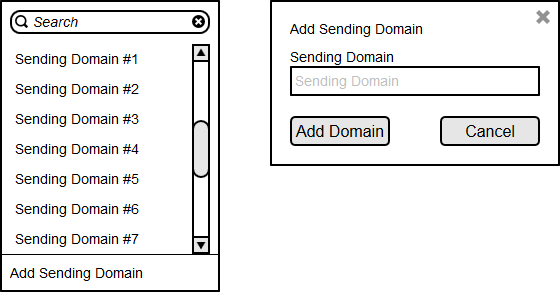 Search
Sending Domain #1
Sending Domain #2
Sending Domain #3
Sending Domain #4
Sending Domain #5
Sending Domain #6
Sending Domain #7
Add Sending Domain
Add Sending Domain
Sending Domain
Sending Domain
Add Domain
Cancel